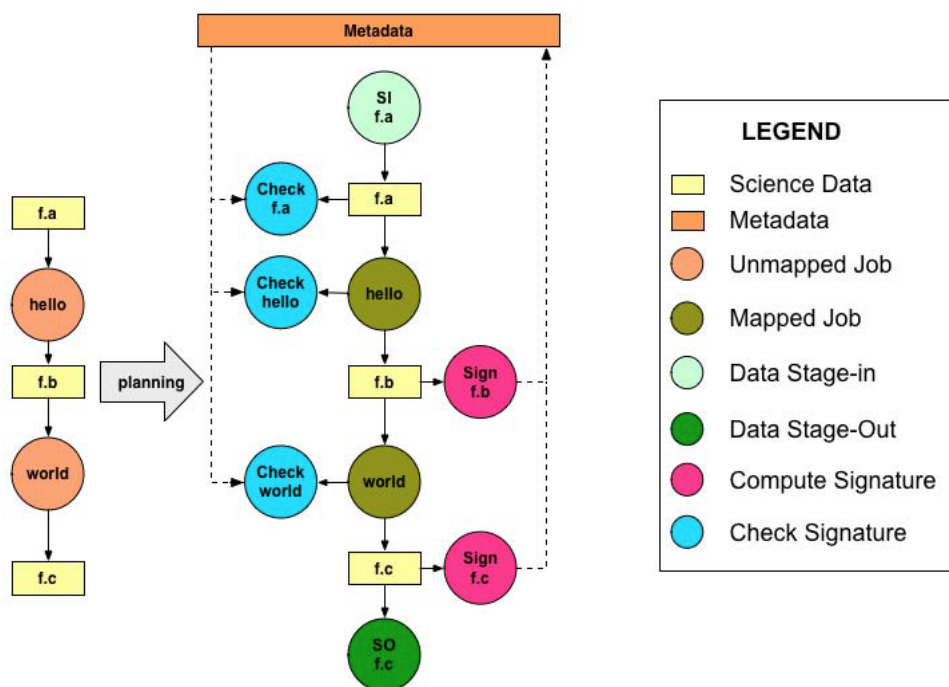 Metadata
SI
f.a
Check
f.a
f.a
f.a
hello
Check
hello
hello
f.b
planning
f.b
Sign
f.b
world
Check
world
world
f.c
f.c
Sign
f.c
SO
f.c
LEGEND
Science Data
Metadata
Unmapped Job
Mapped Job
Data Stage-in
Data Stage-Out
Compute Signature
Check Signature